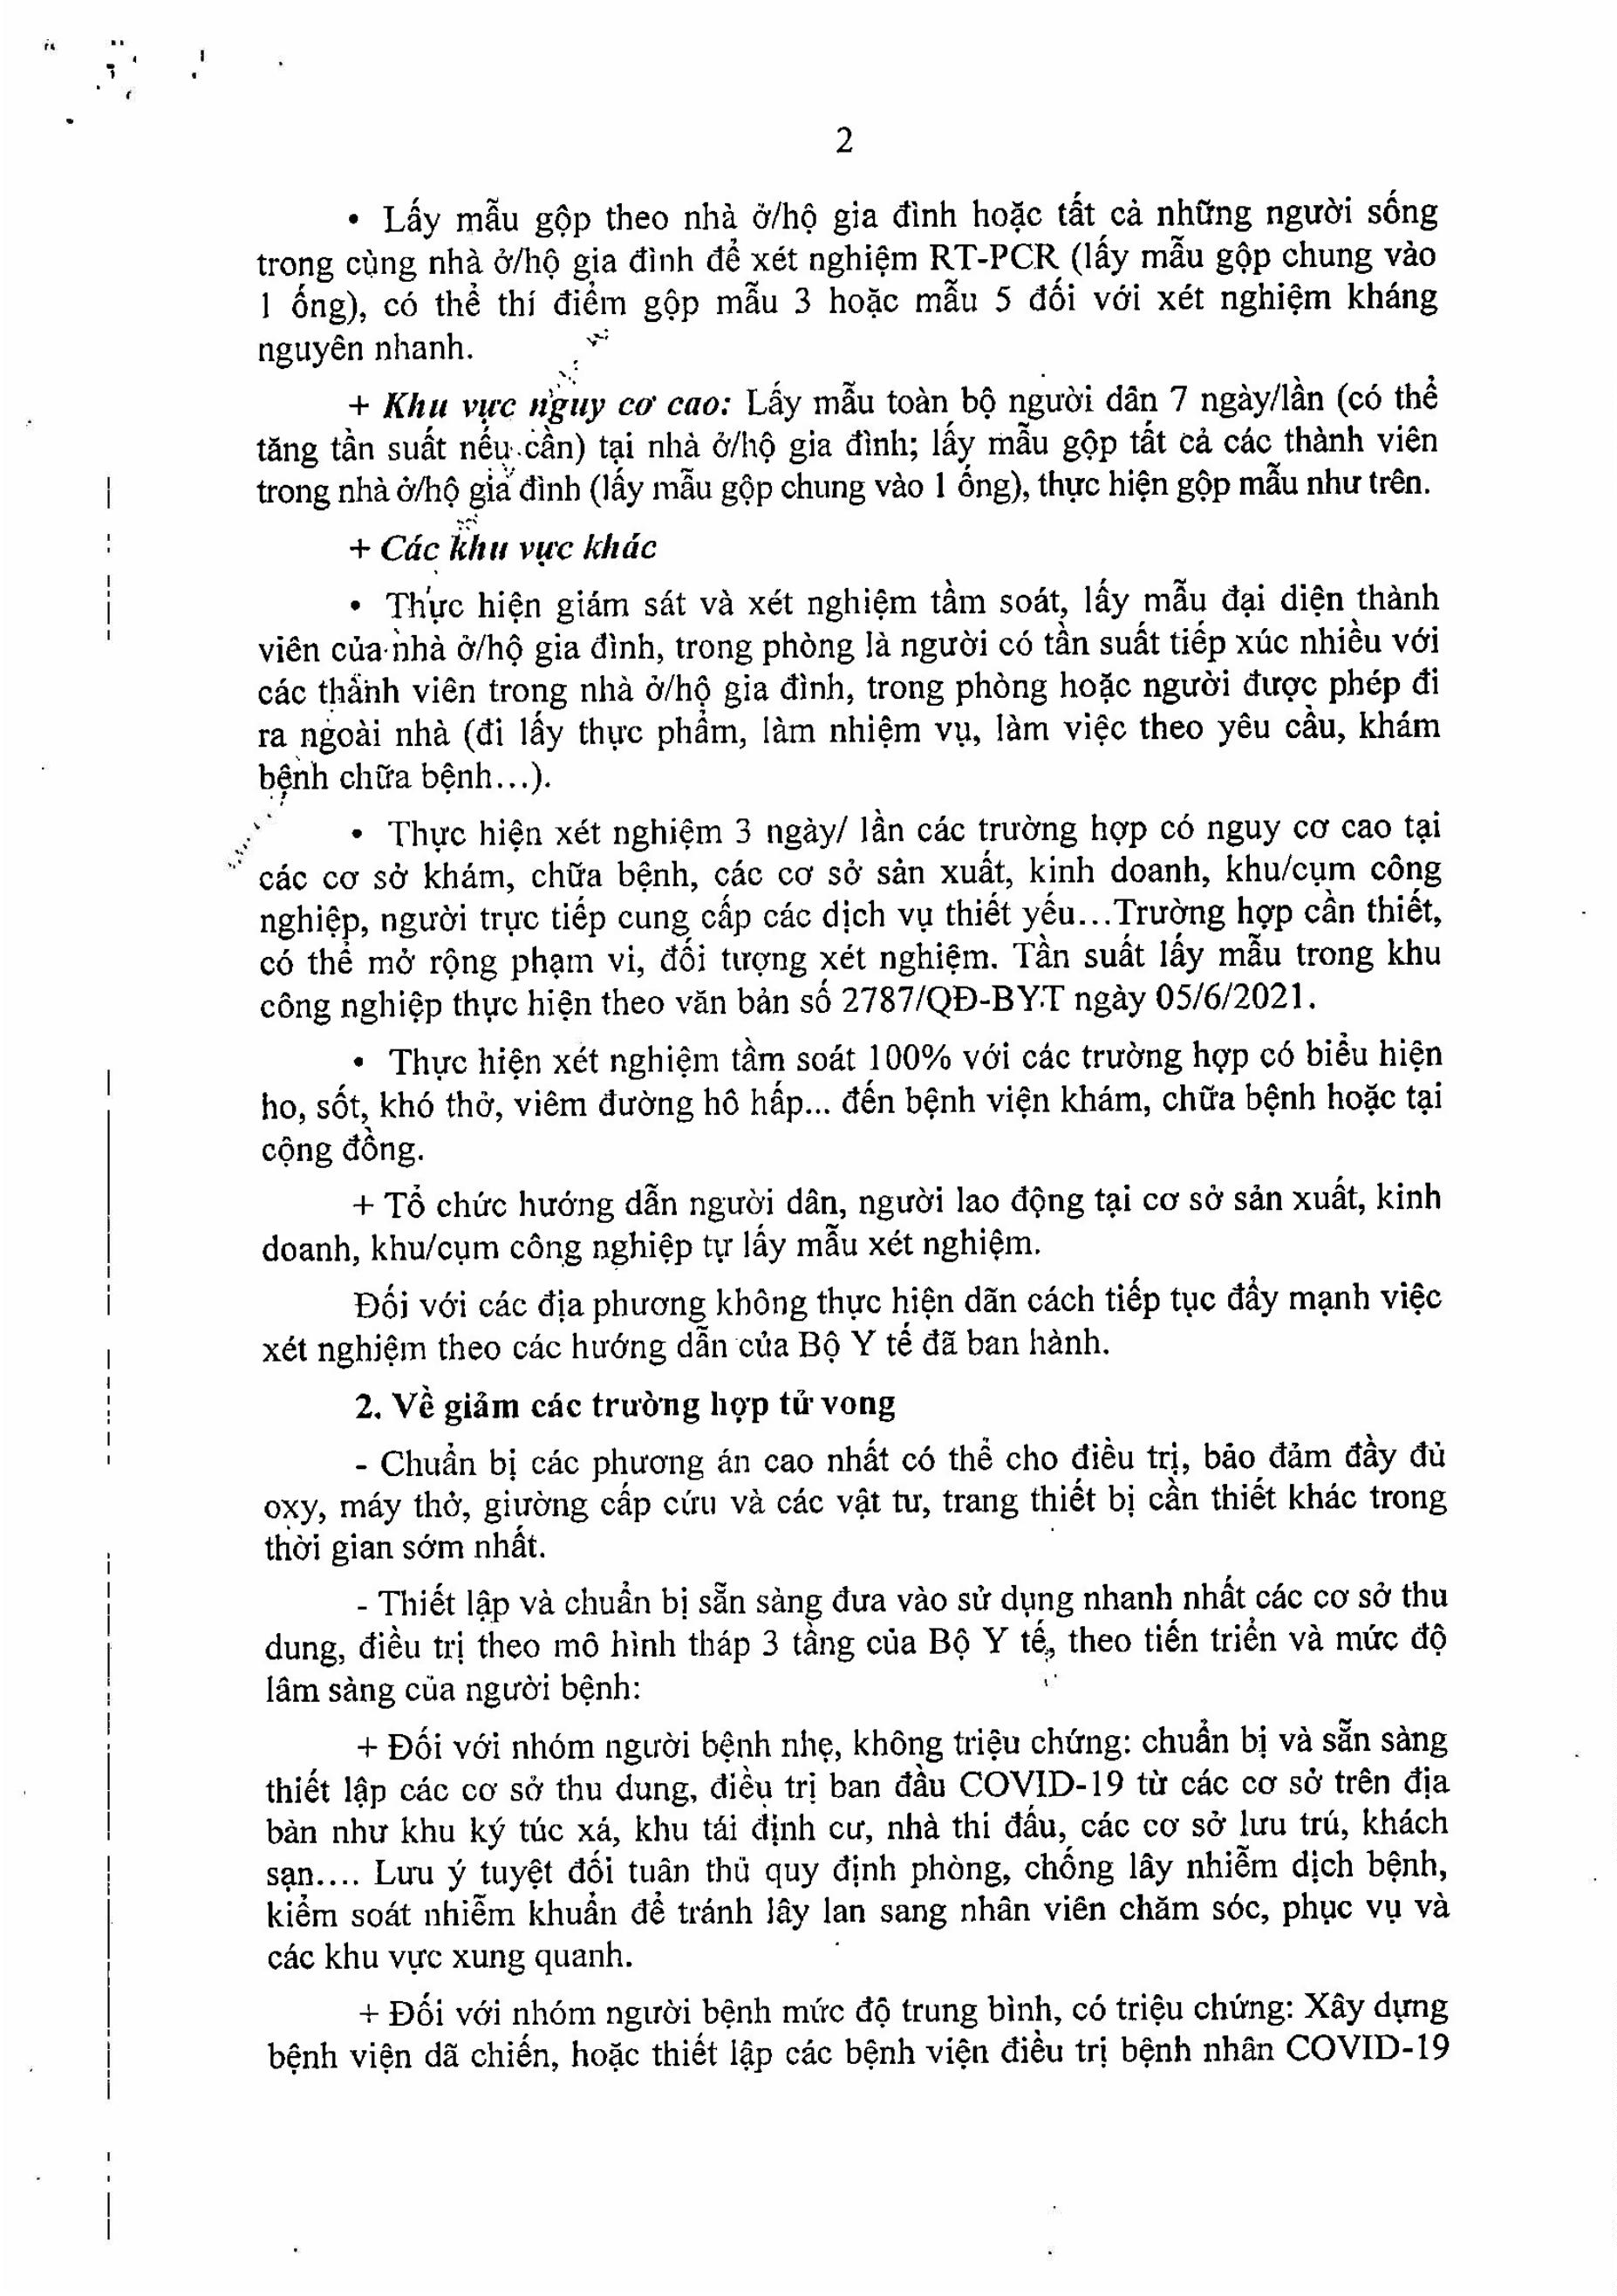 2
• Lấy mẫu gộp theo nhà ở/hộ gia đình hoặc tất cả những người sống
trong cùng nhà ở/hộ gia đình để xét nghiệm RT-PCR (lấy mẫu gộp chung vào
1 ống), có thể thí điểm gộp mẫu 3 hoặc mẫu 5 đối với xét nghiệm kháng
nguyên nhanh.
+ Khu vực nguy cơ cao: Lấy mẫu toàn bộ người dân 7 ngày/lần (có thể
tăng tần suất nếu cần) tại nhà ở/hộ gia đình; lấy mẫu gộp tất cả các thành viên
trong nhà ở/hộ gia đình (lấy mẫu gộp chung vào 1 ống), thực hiện gộp mẫu như trên.
+ Các khu vực khác
• Thực hiện giám sát và xét nghiệm tầm soát, lấy mẫu đại diện thành
viên của nhà ở/hộ gia đình, trong phòng là người có tần suất tiếp xúc nhiều với
các thành viên trong nhà ở/hộ gia đình, trong phòng hoặc người được phép đi
ra ngoài nhà (đi lấy thực phẩm, làm nhiệm vụ, làm việc theo yêu cầu, khám
bệnh chữa bệnh...).
• Thực hiện xét nghiệm 3 ngày/ lần các trường hợp có nguy cơ cao tại
các cơ sở khám, chữa bệnh, các cơ sở sản xuất, kinh doanh, khu/cụm công
nghiệp, người trực tiếp cung cấp các dịch vụ thiết yếu...Trường hợp cần thiết,
có thể mở rộng phạm vi, đối tượng xét nghiệm. Tần suất lấy mẫu trong khu
công nghiệp thực hiện theo văn bản số 2787/QĐ-BYT ngày 05/6/2021.
• Thực hiện xét nghiệm tầm soát 100% với các trường hợp có biểu hiện
ho, sốt, khó thở, viêm đường hô hấp... đến bệnh viện khám, chữa bệnh hoặc tại
cộng đồng.
+ Tổ chức hướng dẫn người dân, người lao động tại cơ sở sản xuất, kinh
doanh, khu/cụm công nghiệp tự lấy mẫu xét nghiệm.
Đối với các địa phương không thực hiện dãn cách tiếp tục đẩy mạnh việc
xét nghiệm theo các hướng dẫn của Bộ Y tế đã ban hành.
2. Về giảm các trường hợp tử vong
- Chuẩn bị các phương án cao nhất có thể cho điều trị, bảo đảm đầy đủ
oxy, máy thở, giường cấp cứu và các vật tư, trang thiết bị cần thiết khác trong
thời gian sớm nhất.
- Thiết lập và chuẩn bị sẵn sàng đưa vào sử dụng nhanh nhất các cơ sở thu
dung, điều trị theo mô hình tháp 3 tầng của Bộ Y tế, theo tiến triển và mức độ
lâm sàng của người bệnh:
+ Đối với nhóm người bệnh nhẹ, không triệu chứng: chuẩn bị và sẵn sàng
thiết lập các cơ sở thu dung, điều trị ban đầu COVID-19 từ các cơ sở trên địa
bàn như khu ký túc xá, khu tái định cư, nhà thi đấu, các cơ sở lưu trú, khách
sạn.... Lưu ý tuyệt đối tuân thủ quy định phòng, chống lây nhiễm dịch bệnh,
kiểm soát nhiễm khuẩn để tránh lây lan sang nhân viên chăm sóc, phục vụ và
các khu vực xung quanh.
+ Đối với nhóm người bệnh mức độ trung bình, có triệu chứng: Xây dựng
bệnh viện dã chiến, hoặc thiết lập các bệnh viện điều trị bệnh nhân COVID-19